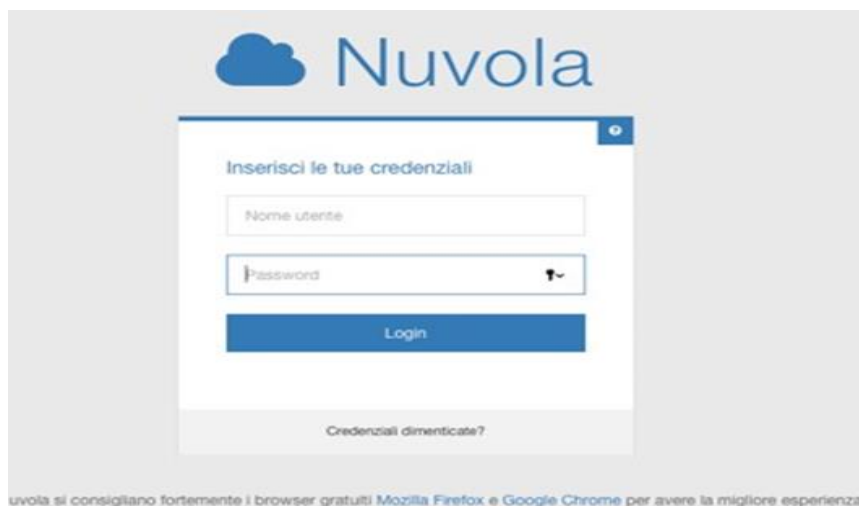 Nuvola
Inserisci le tue credenziali
Nome utente
Password
Login
Credenziali dimenticate?
uvola si consigliano fortemente i browser gratuiti Mozilla Firefox e Google Chrome per avere la migliore esperienza